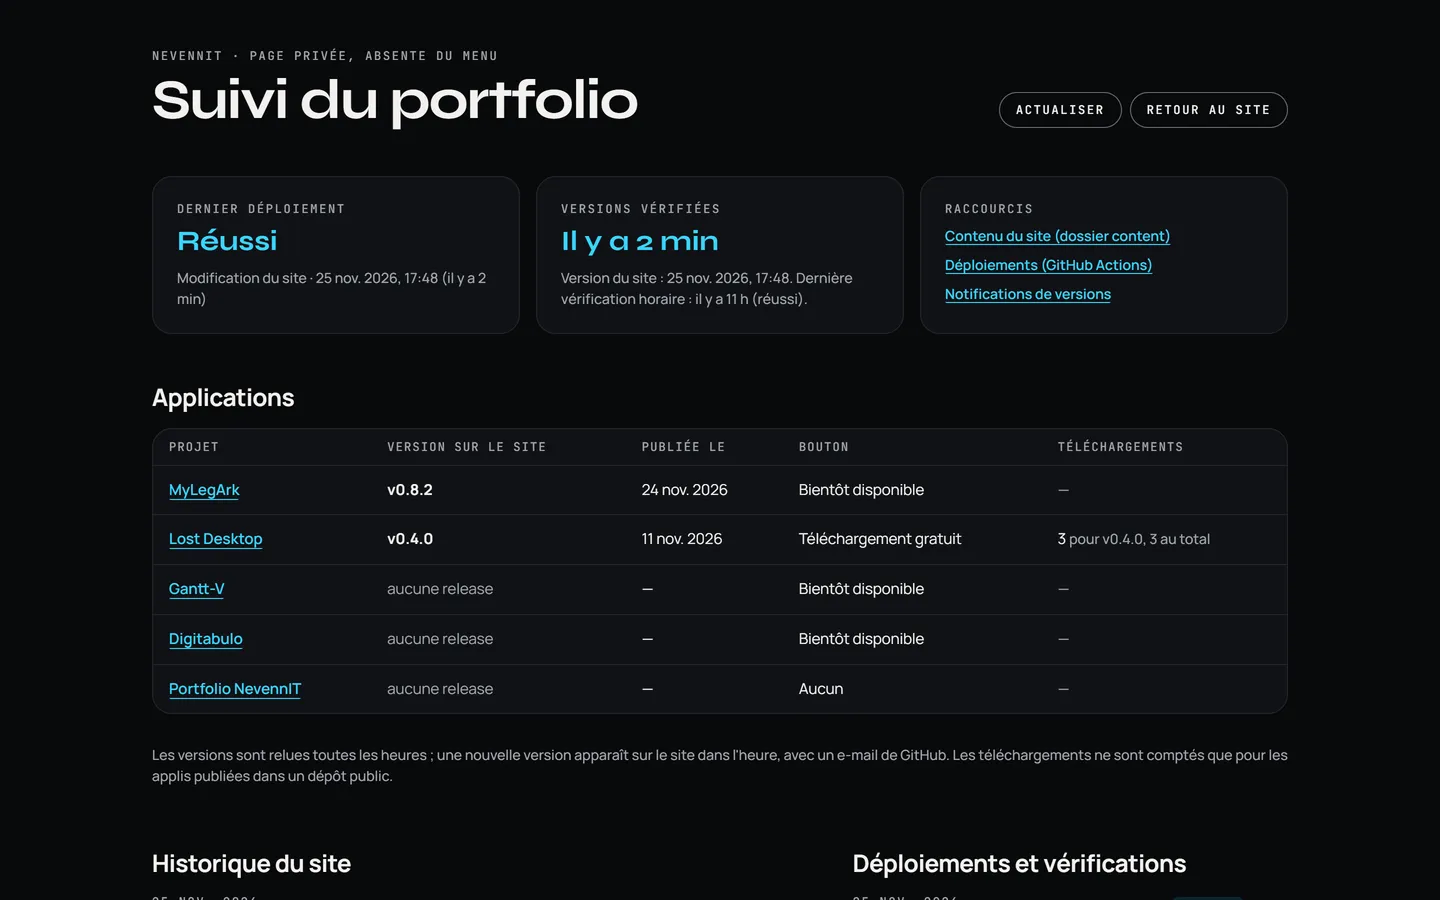 NEVENNIT · PAGE PRIVÉE, ABSENTE DU MENU
Suivi du portfolio
ACTUALISER
RETOUR AU SITE
DERNIER DÉPLOIEMENT
Réussi
Modification du site · 25 nov. 2026, 17:48 (il y a 2
min)
VERSIONS VÉRIFIÉES
Il y a 2 min
Version du site : 25 nov. 2026, 17:48. Dernière
vérification horaire : il y a 11 h (réussi).
RACCOURCIS
Contenu du site (dossier content)
Déploiements (GitHub Actions)
Notifications de versions
Applications
PROJET VERSION SUR LE SITE PUBLIÉE LE BOUTON TÉLÉCHARGEMENTS
MyLegArk v0.8.2 24 nov. 2026 Bientôt disponible —
Lost Desktop v0.4.0 11 nov. 2026 Téléchargement gratuit 3 pour v0.4.0, 3 au total
Gantt-V aucune release — Bientôt disponible —
Digitabulo aucune release — Bientôt disponible —
Portfolio NevennIT aucune release — Aucun —
Les versions sont relues toutes les heures ; une nouvelle version apparaît sur le site dans l'heure, avec un e-mail de GitHub. Les téléchargements ne sont comptés que pour les
applis publiées dans un dépôt public.
Historique du site
Déploiements et vérifications